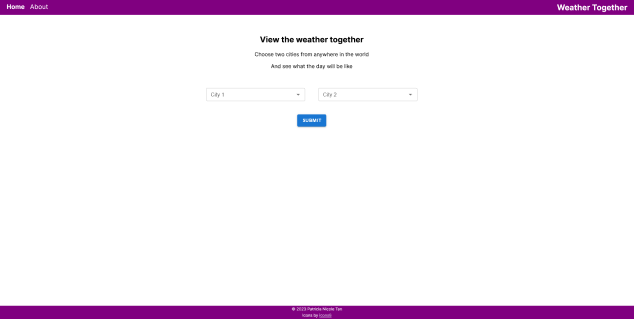 Home About Weather Together
View the weather together
Choose two cities from anywhere in the world
And see what the day will be like
City 1 City 2
SUBMIT
© 2023 Patricia Nicole Tan
Icons by Icons8